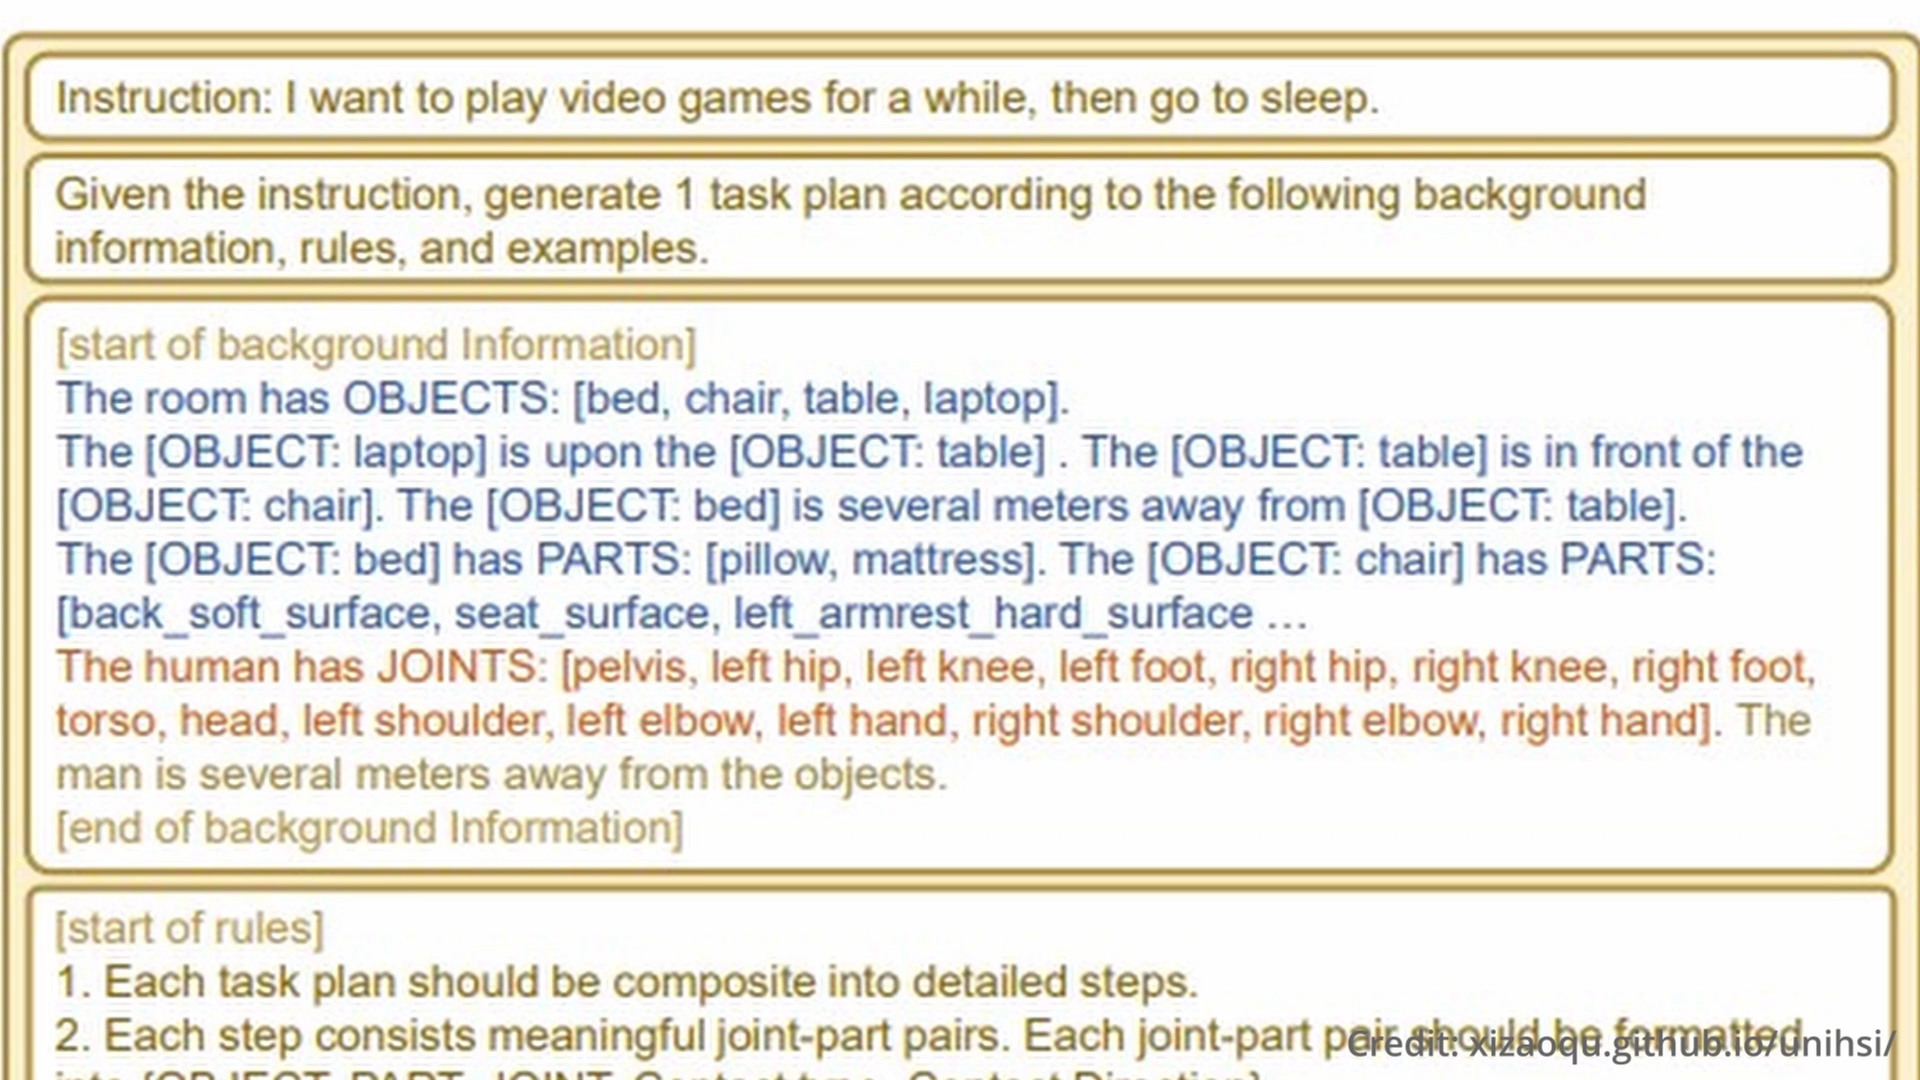 Instruction: I want to play video games for a while, then go to sleep.
Given the instruction, generate 1 task plan according to the following background
information, rules, and examples.
[start of background Information]
The room has OBJECTS: [bed, chair, table, laptop].
The [OBJECT: laptop] is upon the [OBJECT: table] . The [OBJECT: table] is in front of the
[OBJECT: chair]. The [OBJECT: bed] is several meters away from [OBJECT: table].
The [OBJECT: bed] has PARTS: [pillow, mattress]. The [OBJECT: chair] has PARTS:
[back_soft_surface, seat_surface, left_armrest_hard_surface ...
The human has JOINTS: [pelvis, left hip, left knee, left foot, right hip, right knee, right foot,
torso, head, left shoulder, left elbow, left hand, right shoulder, right elbow, right hand]. The
man is several meters away from the objects.
[end of background Information]
[start of rules]
1. Each task plan should be composite into detailed steps.
2. Each step consists meaningful joint-part pairs. Each joint-part pair should be formatted
Credit: xizaoqu.github.io/unihsi/
into {OBJECT, PART, JOINT, Contact type, Contact Direction}